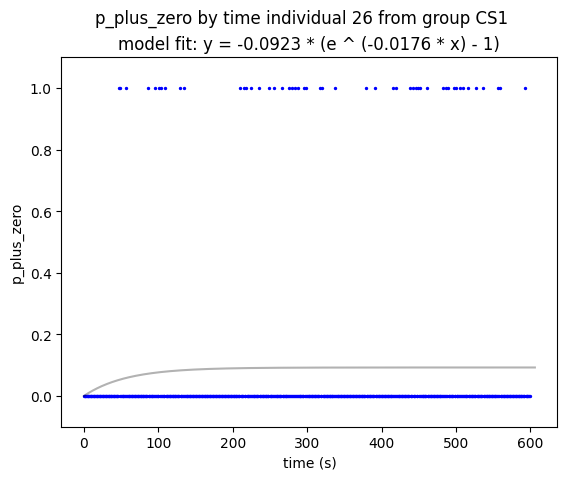 p_plus_zero by time individual 26 from group CS1
model fit: y = -0.0923 * (e ^ (-0.0176 * x) - 1)
1.0
0.8
0.6
0.4
0.2
0.0
p_plus_zero
0 100 200 300 400 500 600
time (s)